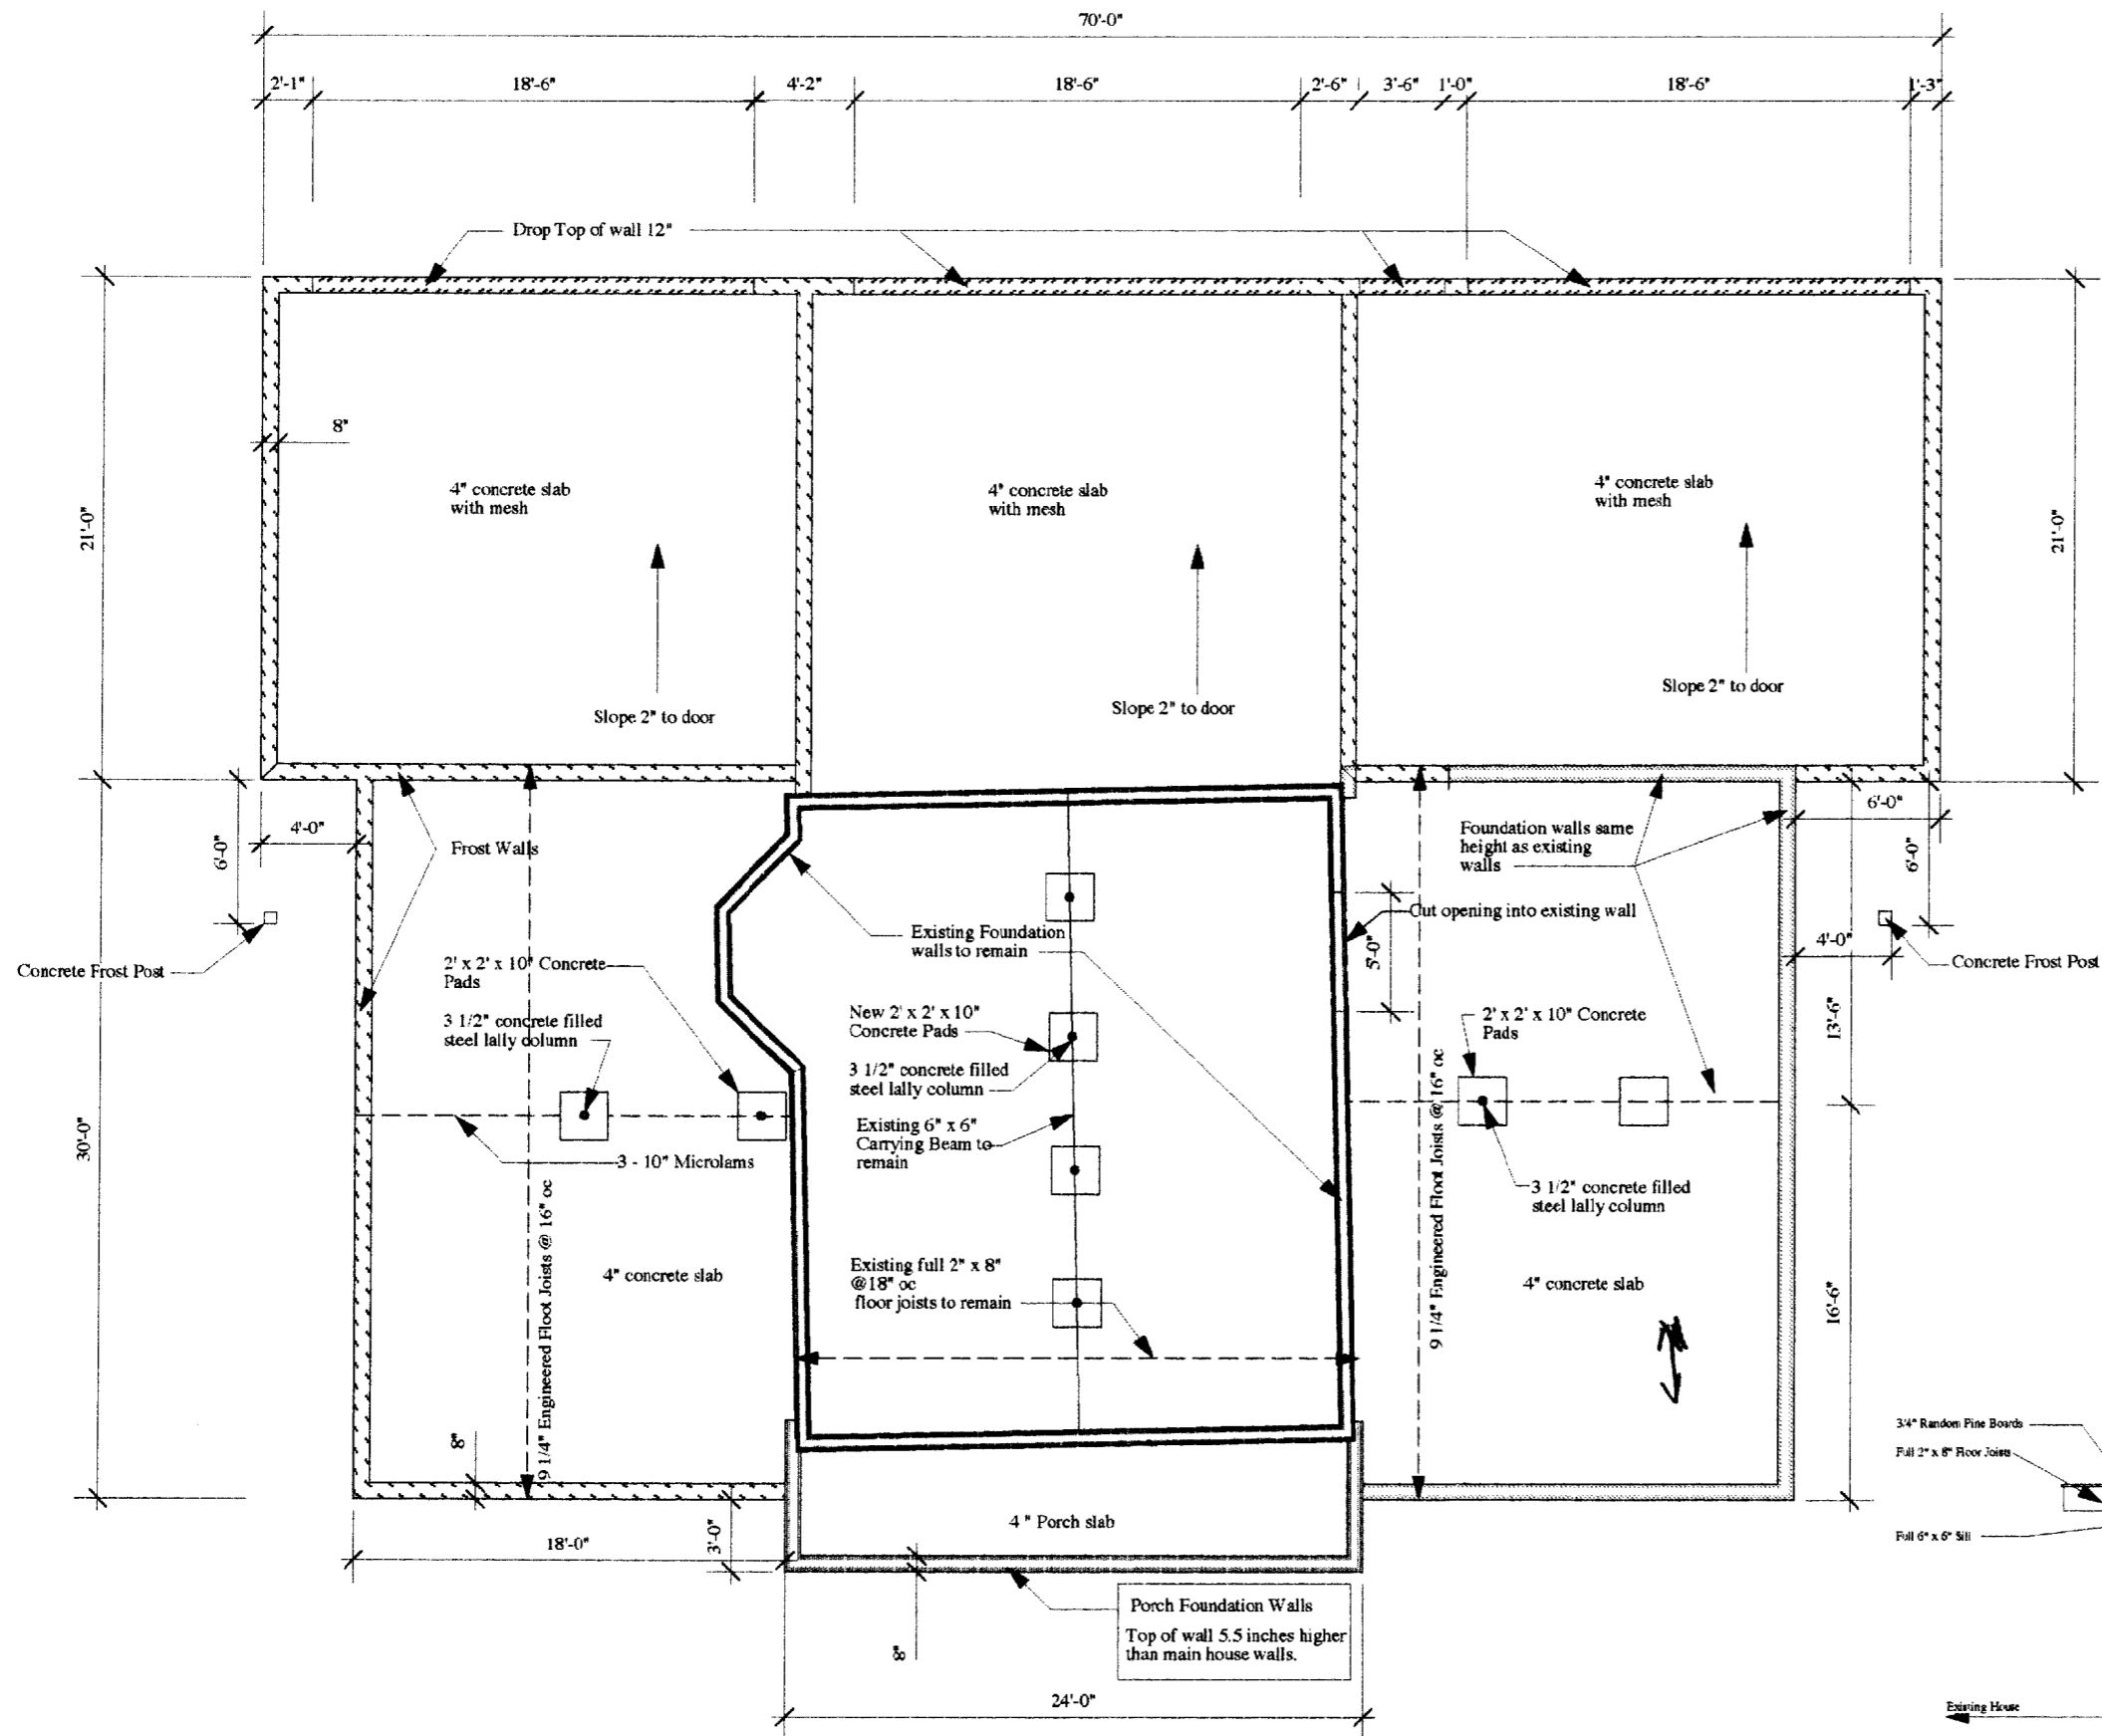 70'-0"
2'-1"
18'-6"
4'-2"
18'-6"
2'-6"
3'-6"
1'-0"
18'-6"
1'-3"
Drop Top of wall 12"
8"
4" concrete slab
with mesh
4" concrete slab
with mesh
4" concrete slab
with mesh
21'-0"
21'-0"
Slope 2" to door
Slope 2" to door
Slope 2" to door
4'-0"
6'-0"
Frost Walls
Foundation walls same
height as existing
walls
6'-0"
6'-0"
Cut opening into existing wall
Existing Foundation
walls to remain
5'-0"
4'-0"
Concrete Frost Post
Concrete Frost Post
2' x 2' x 10" Concrete
Pads
3 1/2" concrete filled
steel lally column
New 2' x 2' x 10"
Concrete Pads
3 1/2" concrete filled
steel lally column
2' x 2' x 10" Concrete
Pads
13'-6"
Existing 6" x 6"
Carrying Beam to
remain
3 - 10" Microlams
30'-0"
3 1/2" concrete filled
steel lally column
9 1/4" Engineered Floot Joists @ 16" oc
9 1/4" Engineered Floot Joists @ 16" oc
4" concrete slab
Existing full 2" x 8"
@18" oc
floor joists to remain
4" concrete slab
16'-6"
8"
3/4" Random Pine Boards
Full 2" x 8" Floor Joists
Full 6" x 6" Sill
4 " Porch slab
18'-0"
3'-0"
8"
Porch Foundation Walls
Top of wall 5.5 inches higher
than main house walls.
24'-0"
Existing House